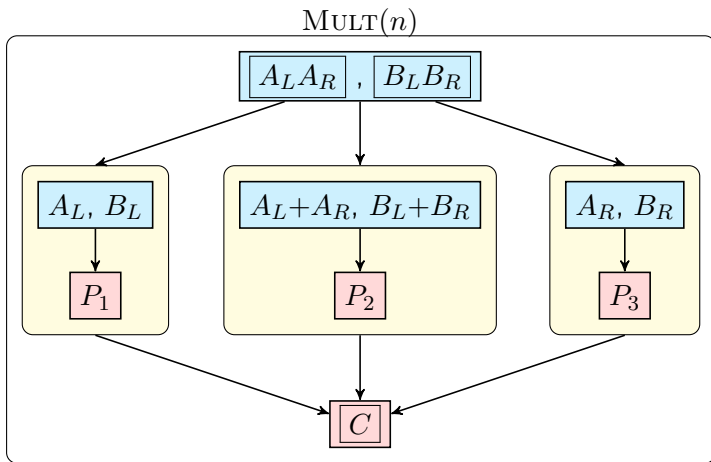 MULT(n)
A_L A_R , B_L B_R
A_L, B_L
A_L+A_R, B_L+B_R
A_R, B_R
P_1
P_2
P_3
C